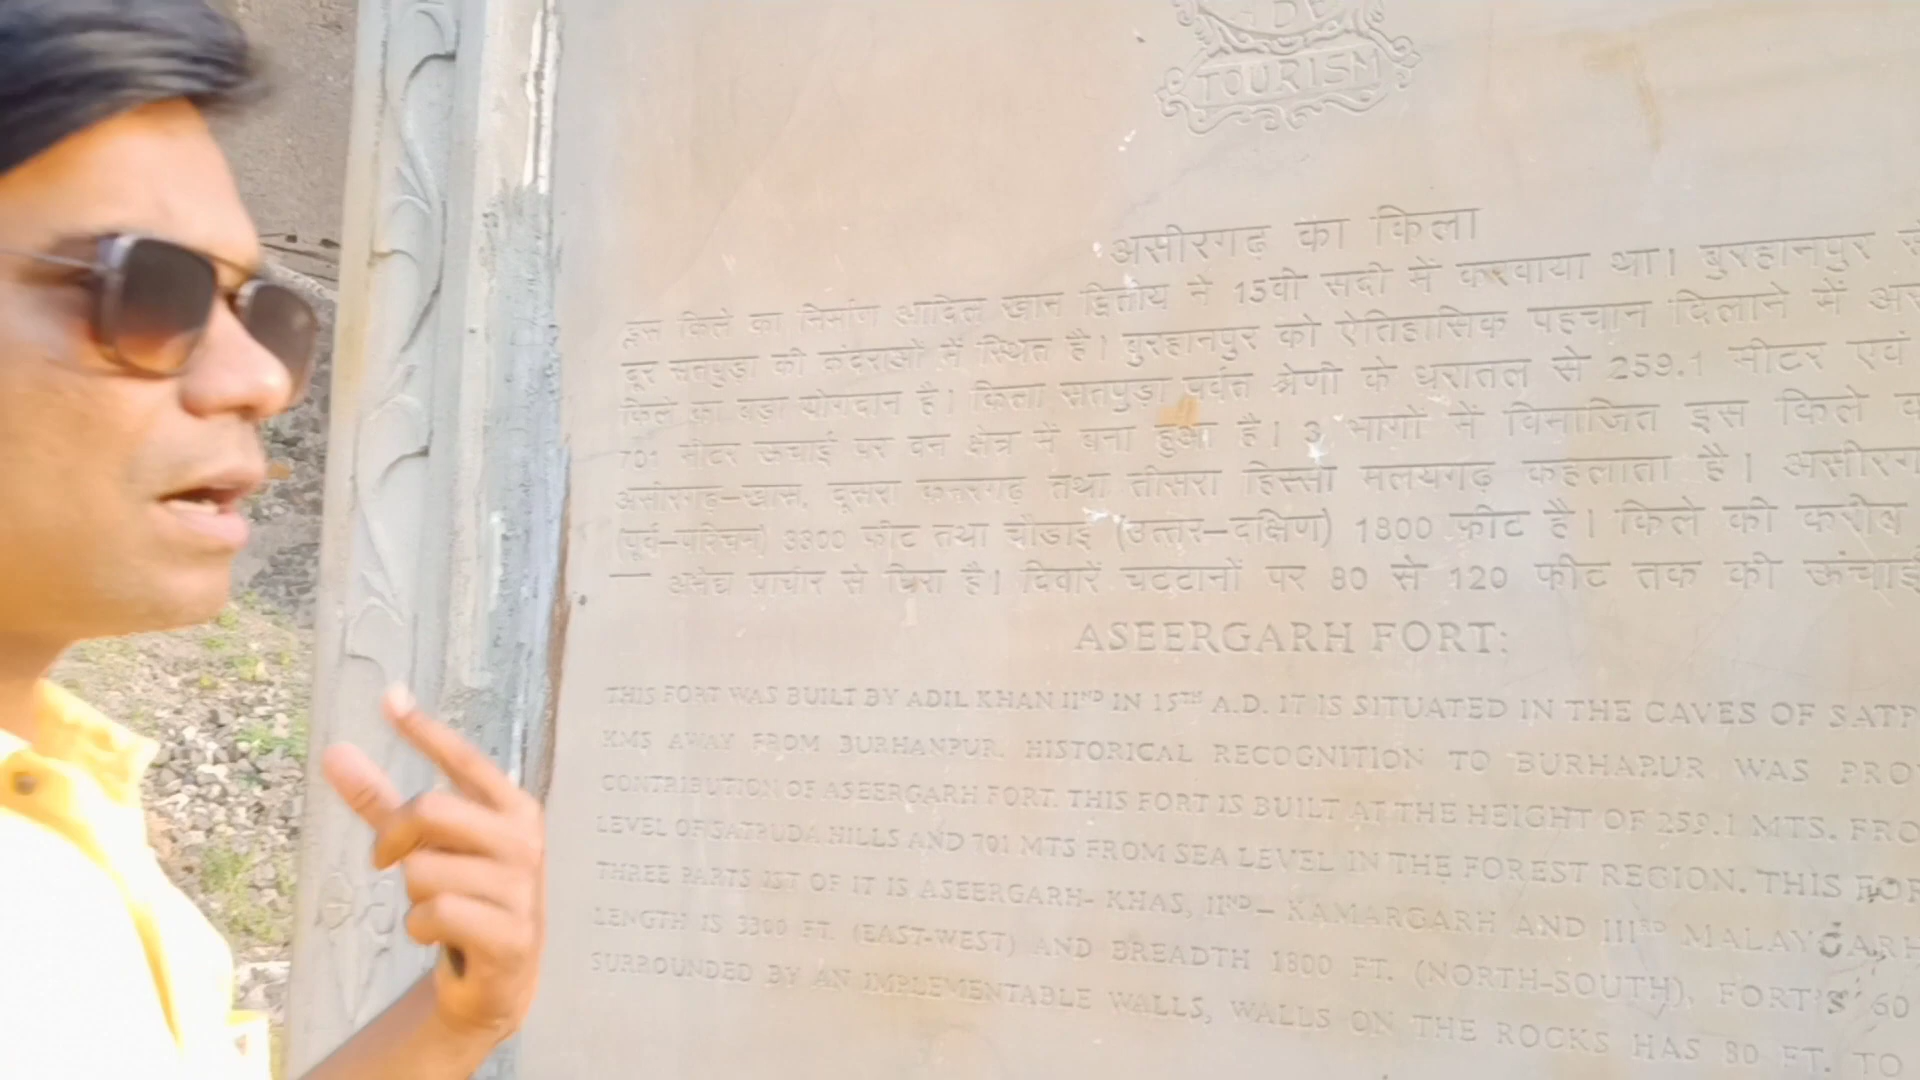 DE
TOURISM
असीरगढ़ का किला
इस किले का निर्माण आदिल खान द्वितीय ने 15वी सदी में करवाया था। बुरहानपुर से
दूर सतपुड़ा की कंदराओं में स्थित है। बुरहानपुर को ऐतिहासिक पहचान दिलाने में
किले का बड़ा योगदान है। किला सतपुड़ा पर्वत श्रेणी के धरातल से 259.1 मीटर एवं
701 मीटर ऊंचाई पर वन क्षेत्र में बना हुआ है। 3 भागों में विभाजित इस किले
असीरगढ़–खास, दूसरा कमरगढ़ तथा तीसरा हिस्सा मलयगढ़ कहलाता है।
(पूर्व–पश्चिम) 3300 फीट तथा चौडाई (उत्तर–दक्षिण) 1800 फ़ीट है। किले की करीब
— अभेद्य प्राचीर से घिरा है। दिवारें चटटानों पर 80 से 120 फीट तक की ऊंचाई
ASEERGARH FORT:
THIS FORT WAS BUILT BY ADIL KHAN IIND IN 15TH A.D. IT IS SITUATED IN THE CAVES OF SATP
KMS AWAY FROM BURHANPUR. HISTORICAL RECOGNITION TO BURHAPUR WAS PRO
CONTRIBUTION OF ASEERGARH FORT. THIS FORT IS BUILT AT THE HEIGHT OF 259.1 MTS. FRO
LEVEL OF SATPUDA HILLS AND 701 MTS FROM SEA LEVEL IN THE FOREST REGION. THIS FOR
THREE PARTS 1ST OF IT IS ASEERGARH- KHAS, IIND– KAMARGARH AND IIIRD MALAYGARH
LENGTH IS 3300 FT. (EAST-WEST) AND BREADTH 1800 FT. (NORTH-SOUTH), FORT'S 60
SURROUNDED BY AN IMPLEMENTABLE WALLS, WALLS ON THE ROCKS HAS 80 FT. TO